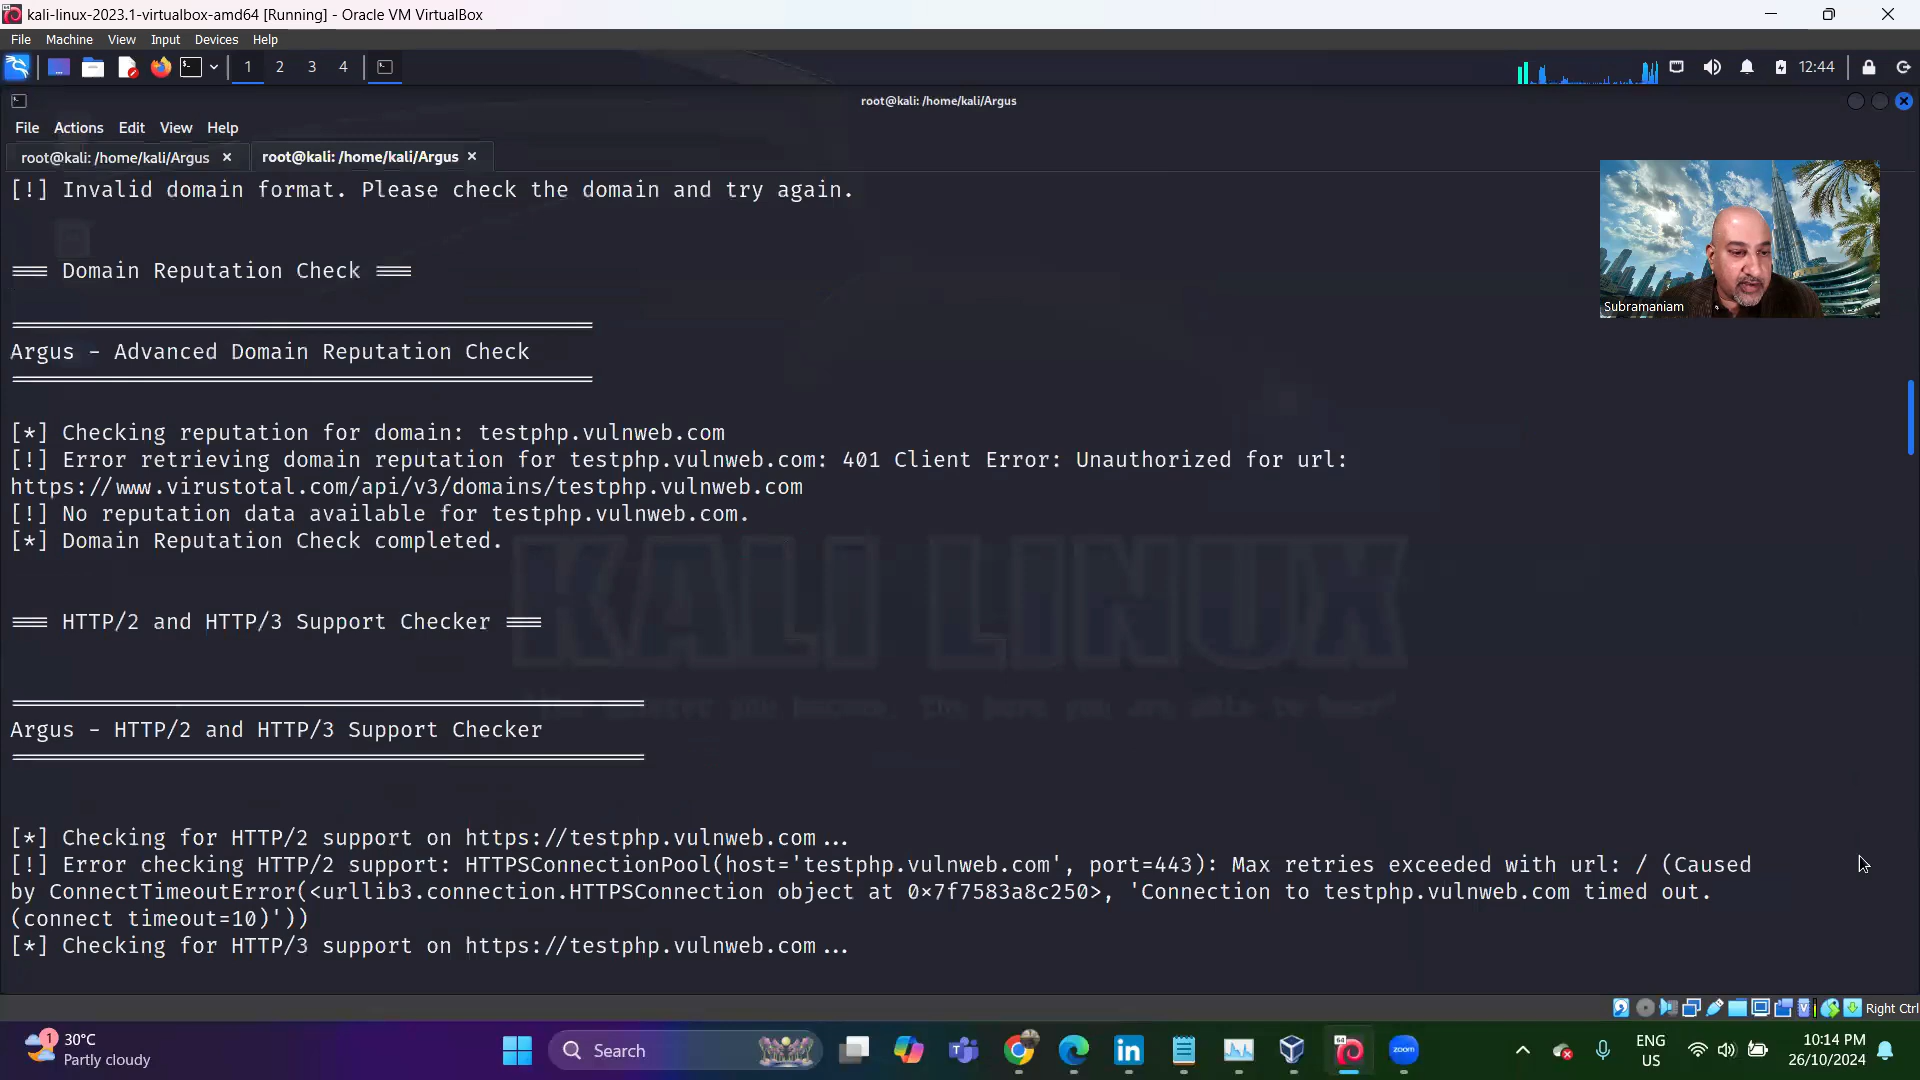 kali-linux-2023.1-virtualbox-amd64 [Running] - Oracle VM VirtualBox
File Machine View Input Devices Help
1 2 3 4 12:44
root@kali: /home/kali/Argus
File Actions Edit View Help
root@kali: /home/kali/Argus × root@kali: /home/kali/Argus ×
[!] Invalid domain format. Please check the domain and try again.
=== Domain Reputation Check ===
Argus - Advanced Domain Reputation Check
[*] Checking reputation for domain: testphp.vulnweb.com
[!] Error retrieving domain reputation for testphp.vulnweb.com: 401 Client Error: Unauthorized for url:
https://www.virustotal.com/api/v3/domains/testphp.vulnweb.com
[!] No reputation data available for testphp.vulnweb.com.
[*] Domain Reputation Check completed.
=== HTTP/2 and HTTP/3 Support Checker ===
Argus - HTTP/2 and HTTP/3 Support Checker
[*] Checking for HTTP/2 support on https://testphp.vulnweb.com...
[!] Error checking HTTP/2 support: HTTPSConnectionPool(host='testphp.vulnweb.com', port=443): Max retries exceeded with url: / (Caused
by ConnectTimeoutError(<urllib3.connection.HTTPSConnection object at 0×7f7583a8c250>, 'Connection to testphp.vulnweb.com timed out.
(connect timeout=10)'))
[*] Checking for HTTP/3 support on https://testphp.vulnweb.com...
Subramaniam
KALI LINUX
Right Ctrl
1
30°C
Partly cloudy
Search
zoom
ENG
US
10:14 PM
26/10/2024